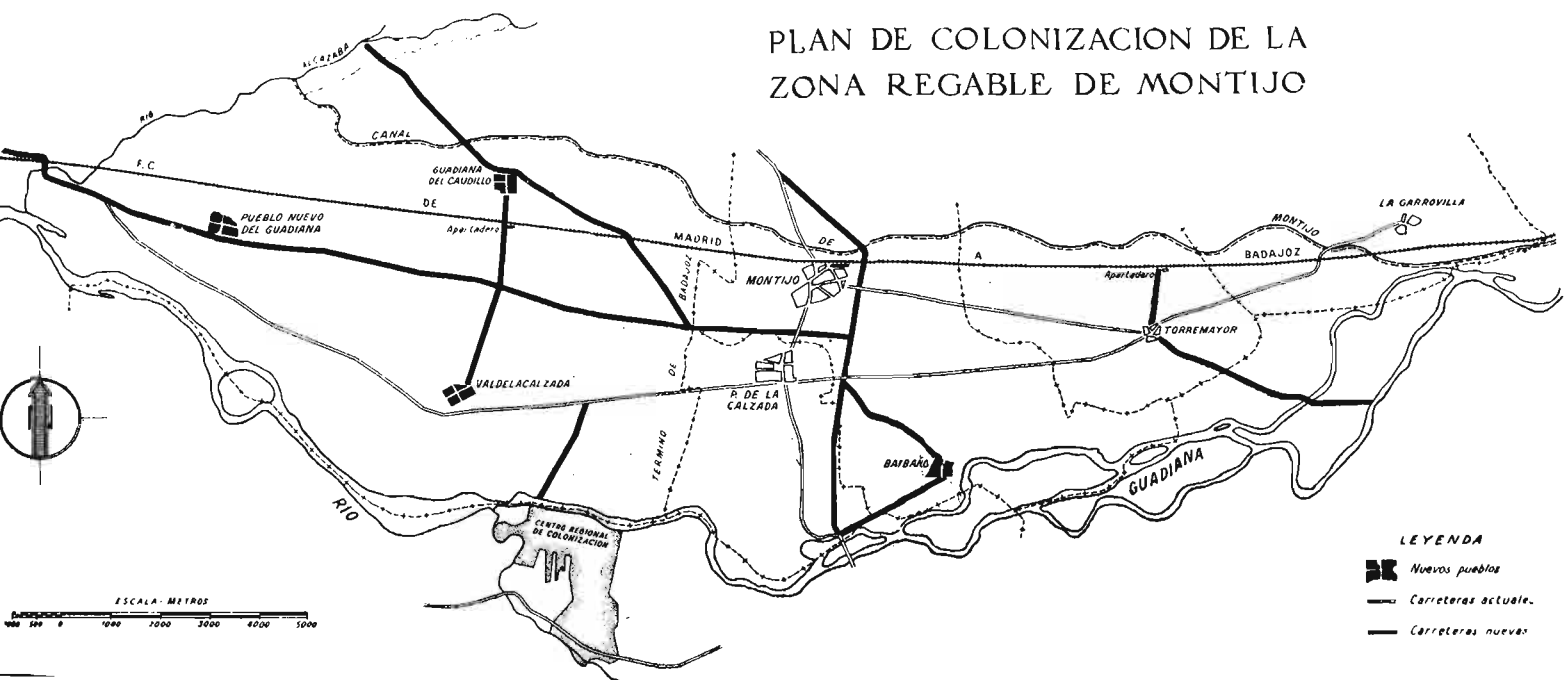 PLAN DE COLONIZACION DE LA
ZONA REGABLE DE MONTIJO
RIO
ALCAZABA
CANAL
DE
MONTIJO
F.C
DE
MADRID
A
BADAJOZ
GUADIANA
DEL CAUDILLO
PUEBLO NUEVO
DEL GUADIANA
Apartadero
MONTIJO
LA GARROVILLA
Apartadero
TORREMAYOR
VALDELACALZADA
P. DE LA
CALZADA
TERMINO
DE
BADAJOZ
BARBAÑO
RIO
GUADIANA
CENTRO REGIONAL
DE COLONIZACION
ESCALA - METROS
500 0 1000 2000 3000 4000 5000
LEYENDA
Nuevos pueblos
Carreteras actuale
Carreteras nuevas